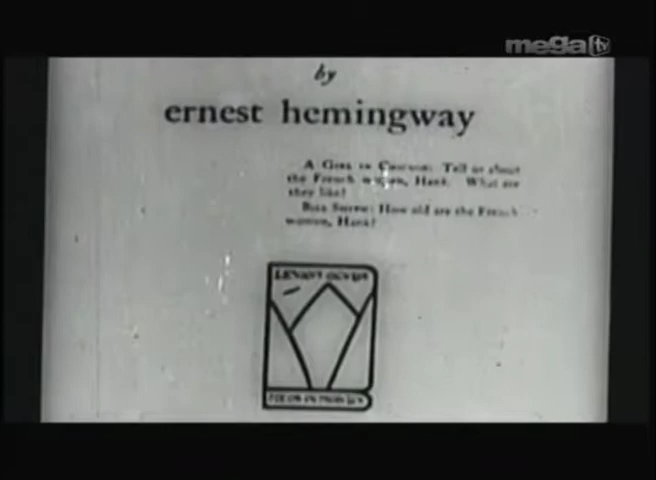 mega tv
by
ernest hemingway
A Girl in Chicago: Tell us about
the French women, Hank. What are
they like?
Bill Smith: How old are the French
women, Hank?